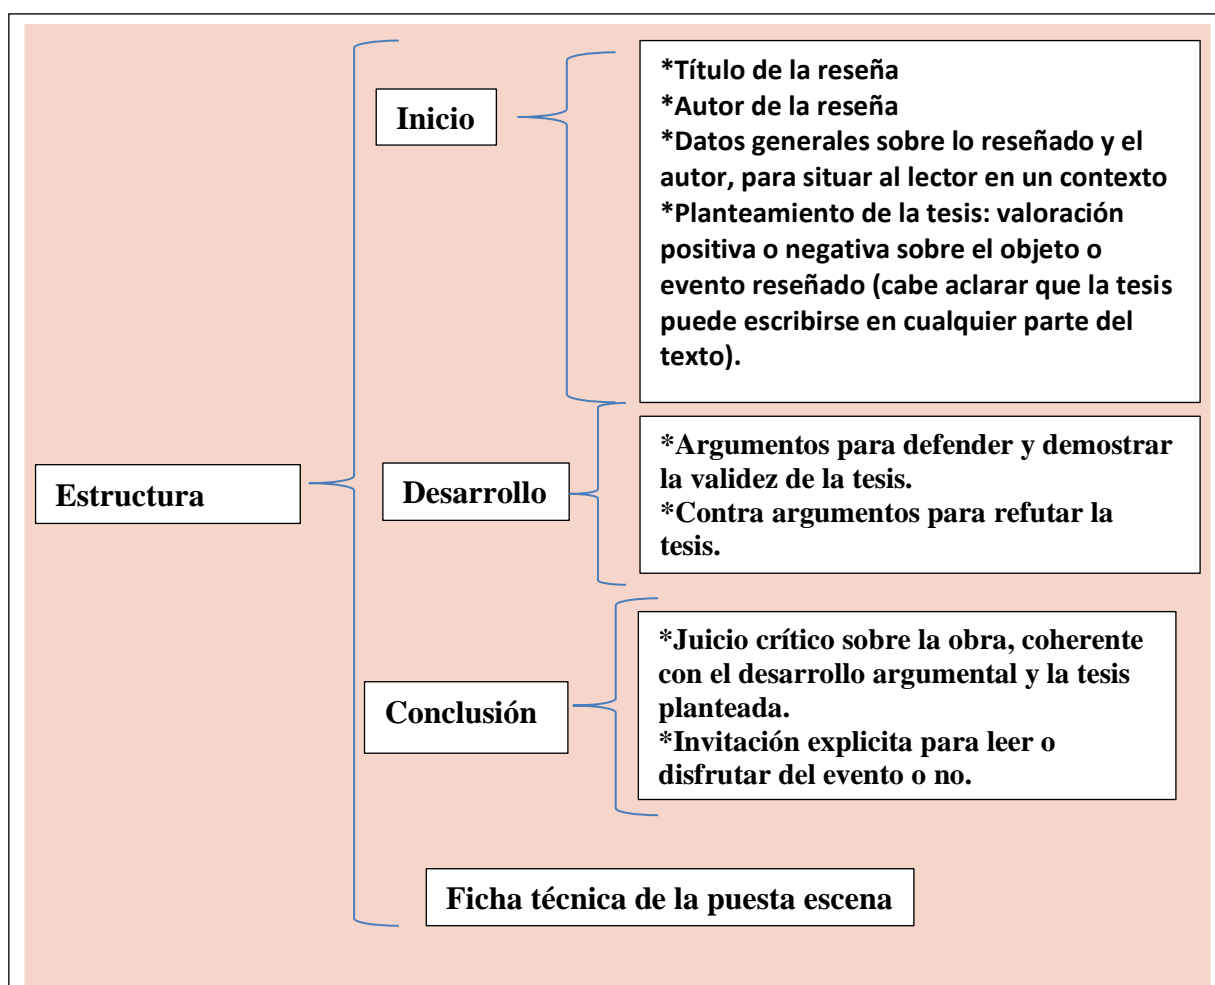 Estructura
Inicio
*Título de la reseña
*Autor de la reseña
*Datos generales sobre lo reseñado y el
autor, para situar al lector en un contexto
*Planteamiento de la tesis: valoración
positiva o negativa sobre el objeto o
evento reseñado (cabe aclarar que la tesis
puede escribirse en cualquier parte del
texto).
Desarrollo
*Argumentos para defender y demostrar
la validez de la tesis.
*Contra argumentos para refutar la
tesis.
Conclusión
*Juicio crítico sobre la obra, coherente
con el desarrollo argumental y la tesis
planteada.
*Invitación explicita para leer o
disfrutar del evento o no.
Ficha técnica de la puesta escena